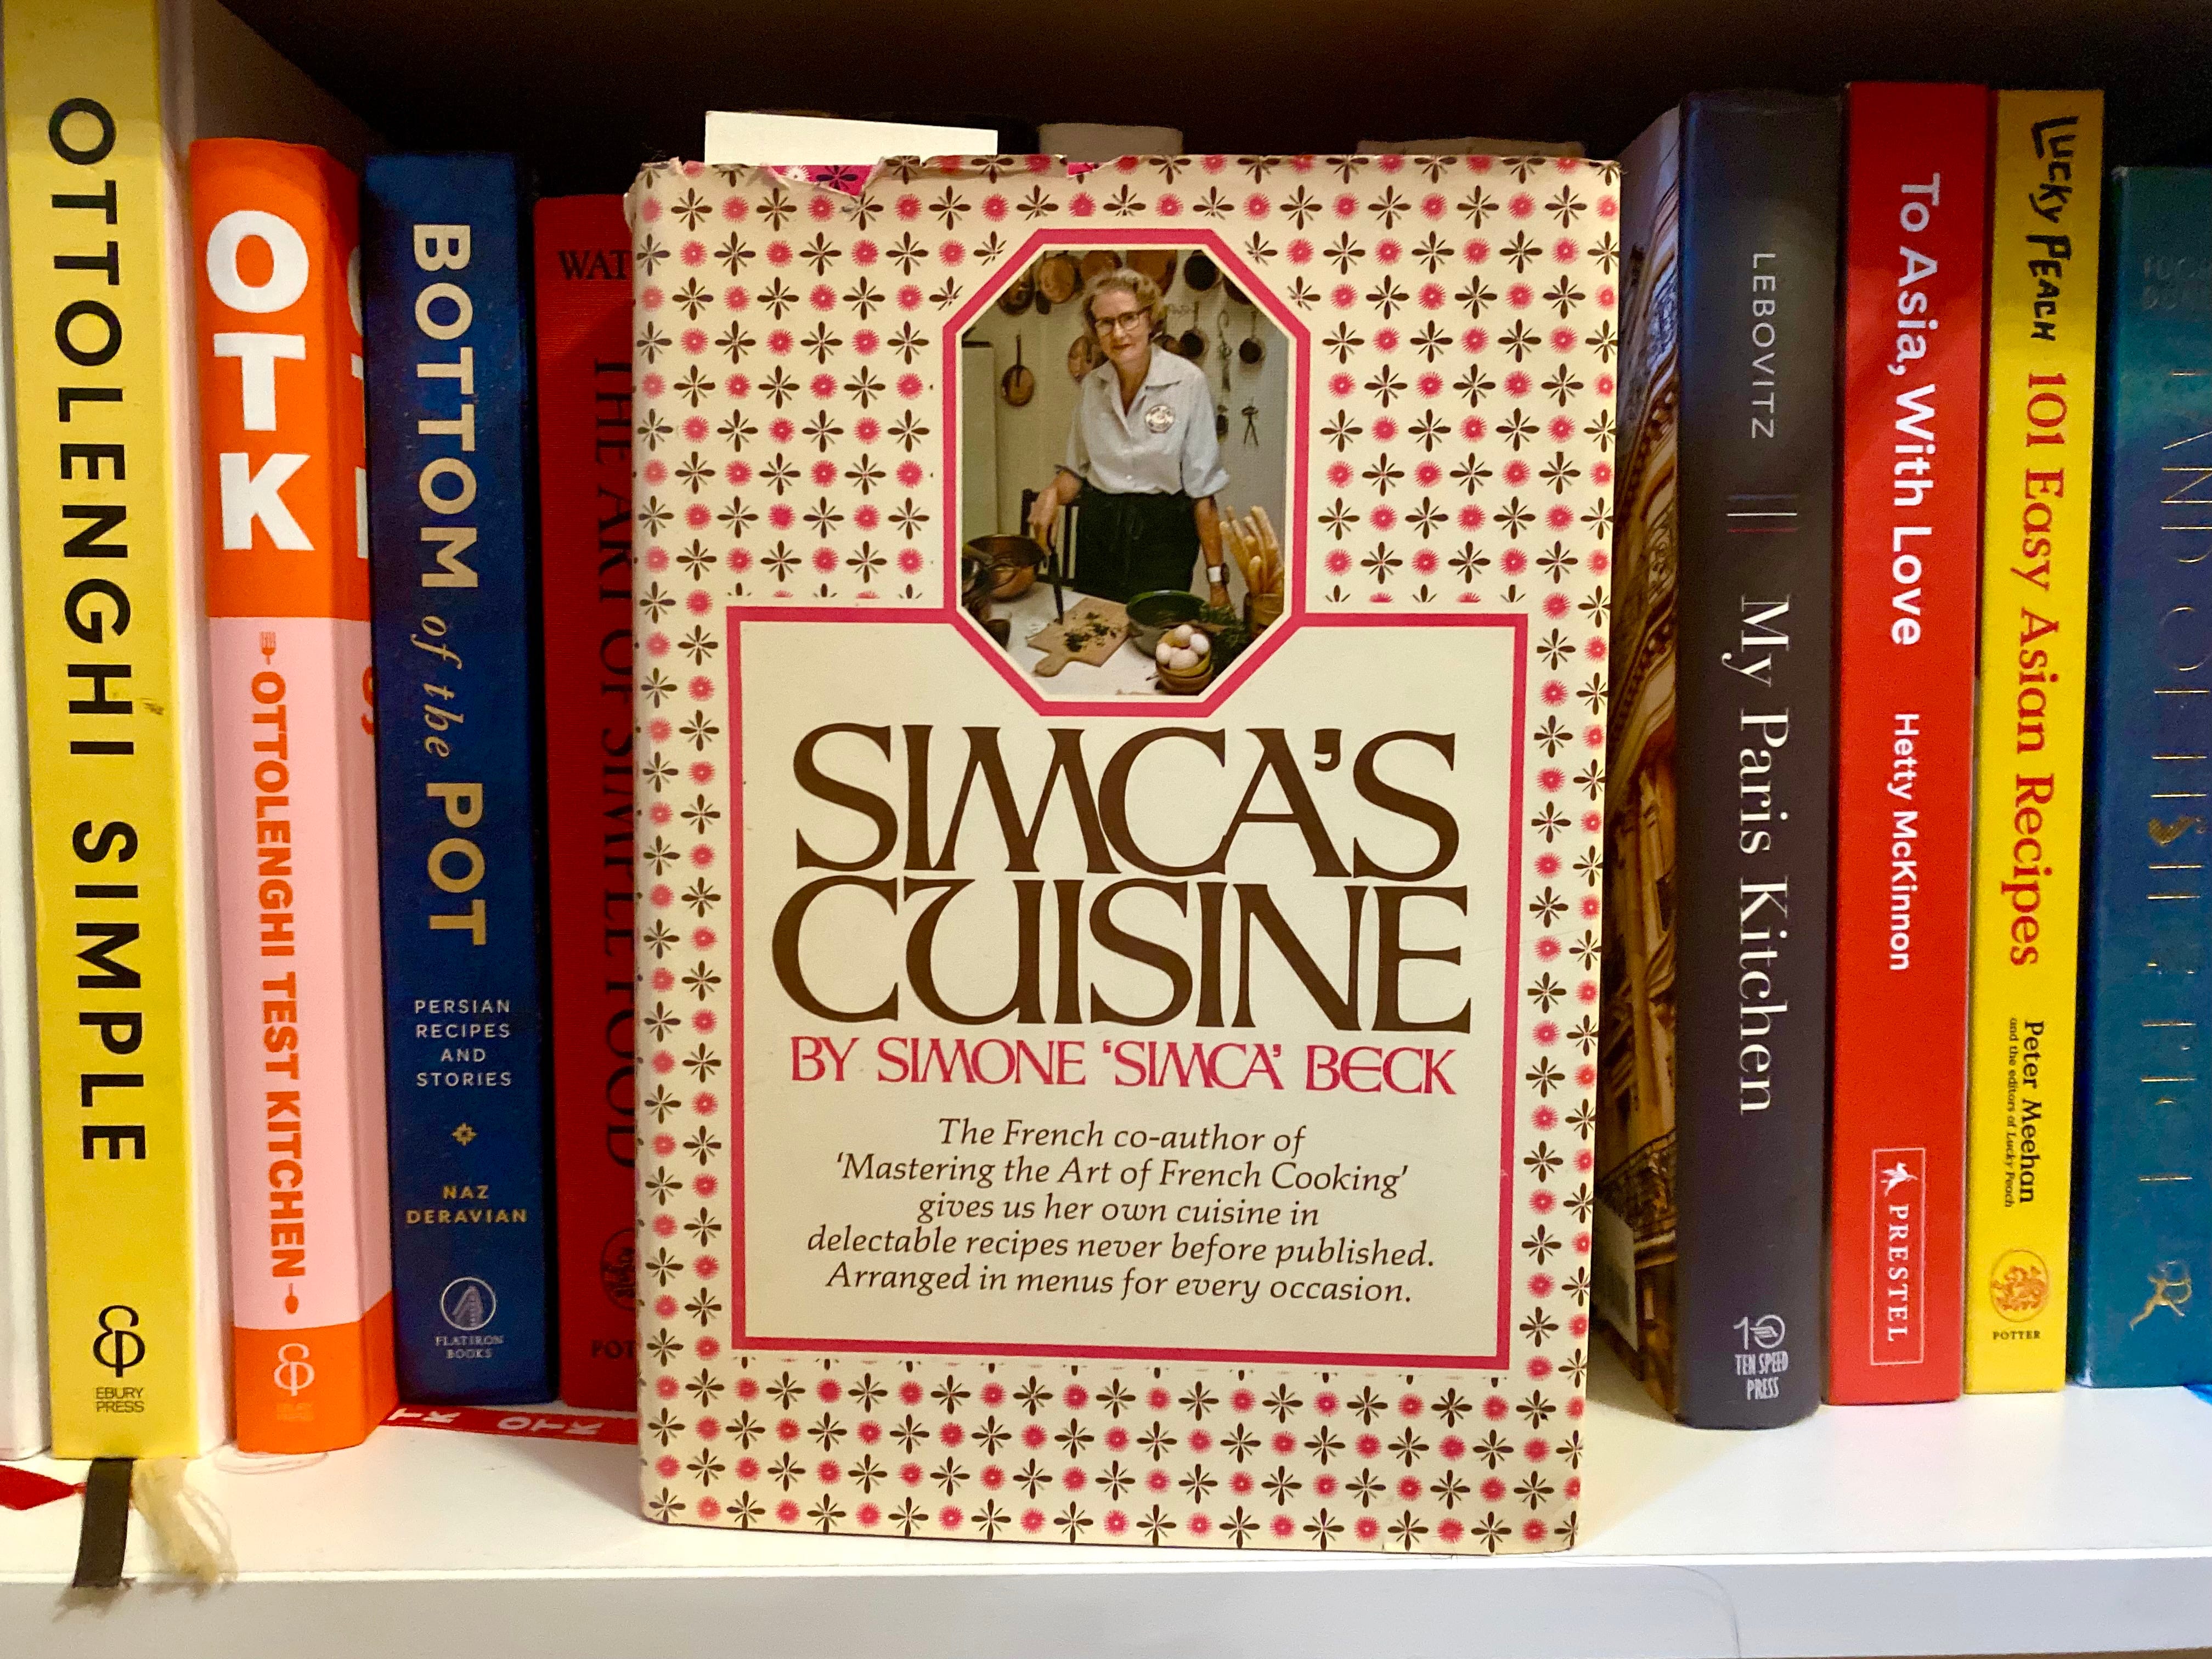 OTTOLENGHI SIMPLE
EBURY
PRESS
OTK
OTTOLENGHI TEST KITCHEN
BOTTOM of the POT
PERSIAN
RECIPES
AND
STORIES
NAZ
DERAVIAN
FLATIRON
BOOKS
WAT
THE ART OF SIMPLE FOOD
POT
TK OTK
SIMCA'S
CUISINE
BY SIMONE 'SIMCA' BECK
The French co-author of
'Mastering the Art of French Cooking'
gives us her own cuisine in
delectable recipes never before published.
Arranged in menus for every occasion.
LEBOVITZ
My Paris Kitchen
10
TEN SPEED
PRESS
To Asia, With Love
Hetty McKinnon
PRESTEL
LUCKY PEACH
101 Easy Asian Recipes
Peter Meehan
and the editors of Lucky Peach
POTTER